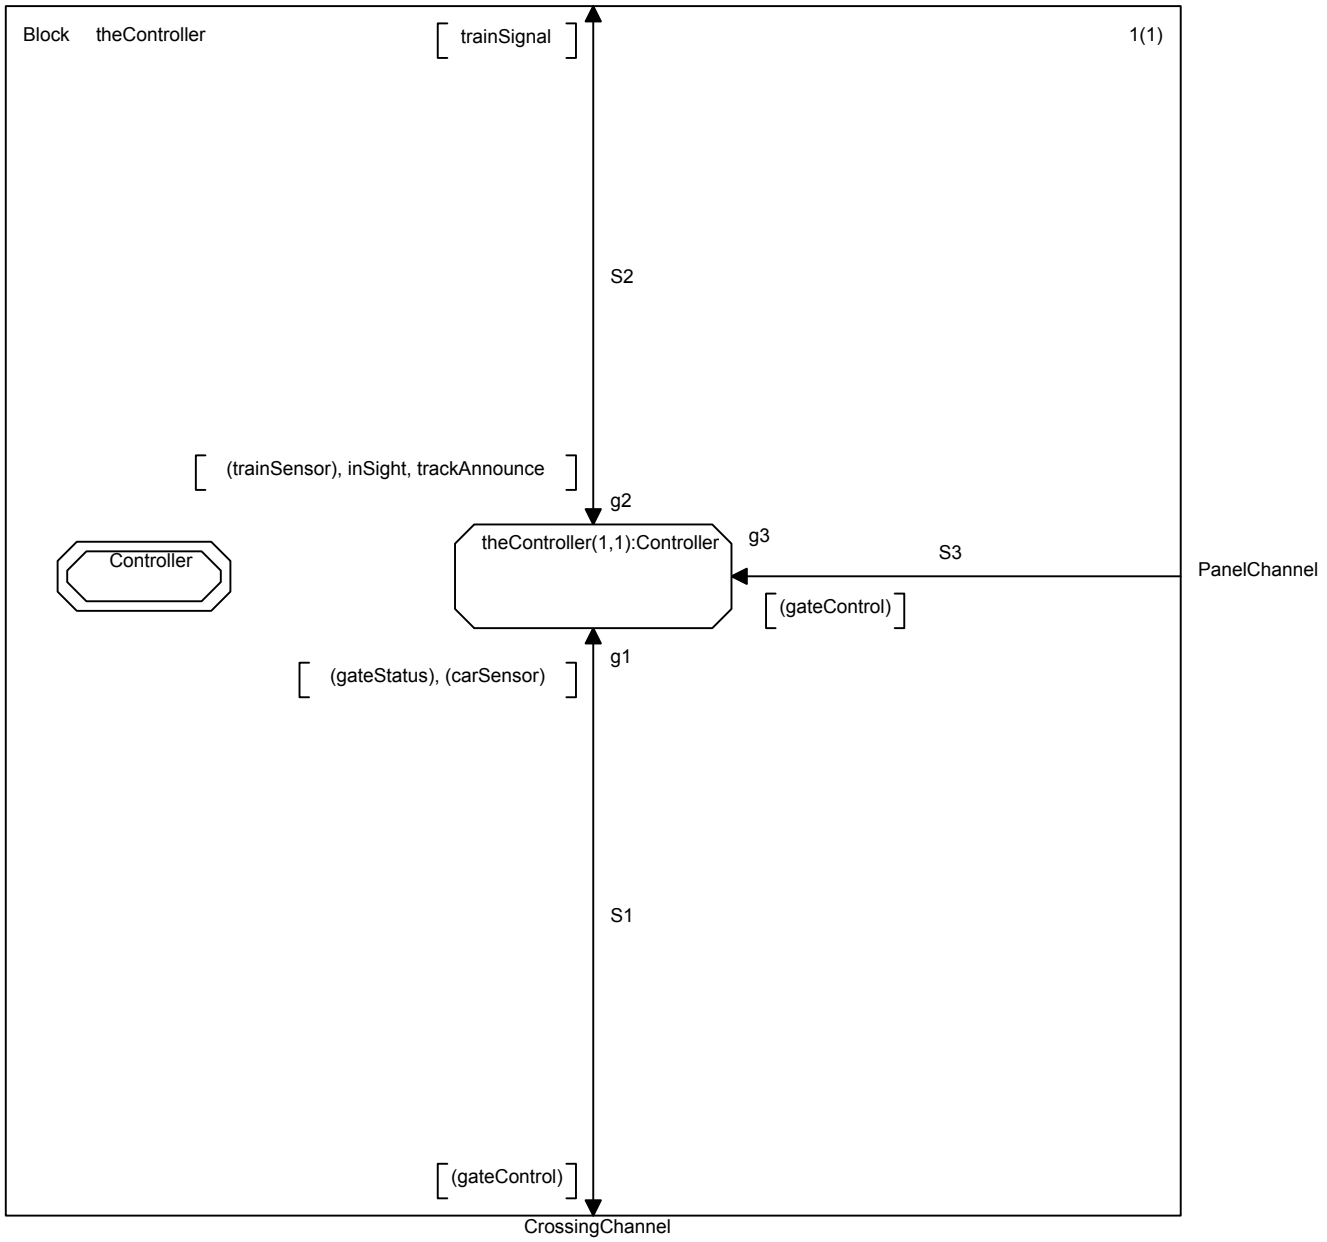 Block theController
trainSignal
1(1)
S2
(trainSensor), inSight, trackAnnounce
g2
theController(1,1):Controller
g3
S3
PanelChannel
Controller
(gateControl)
g1
(gateStatus), (carSensor)
S1
(gateControl)
CrossingChannel